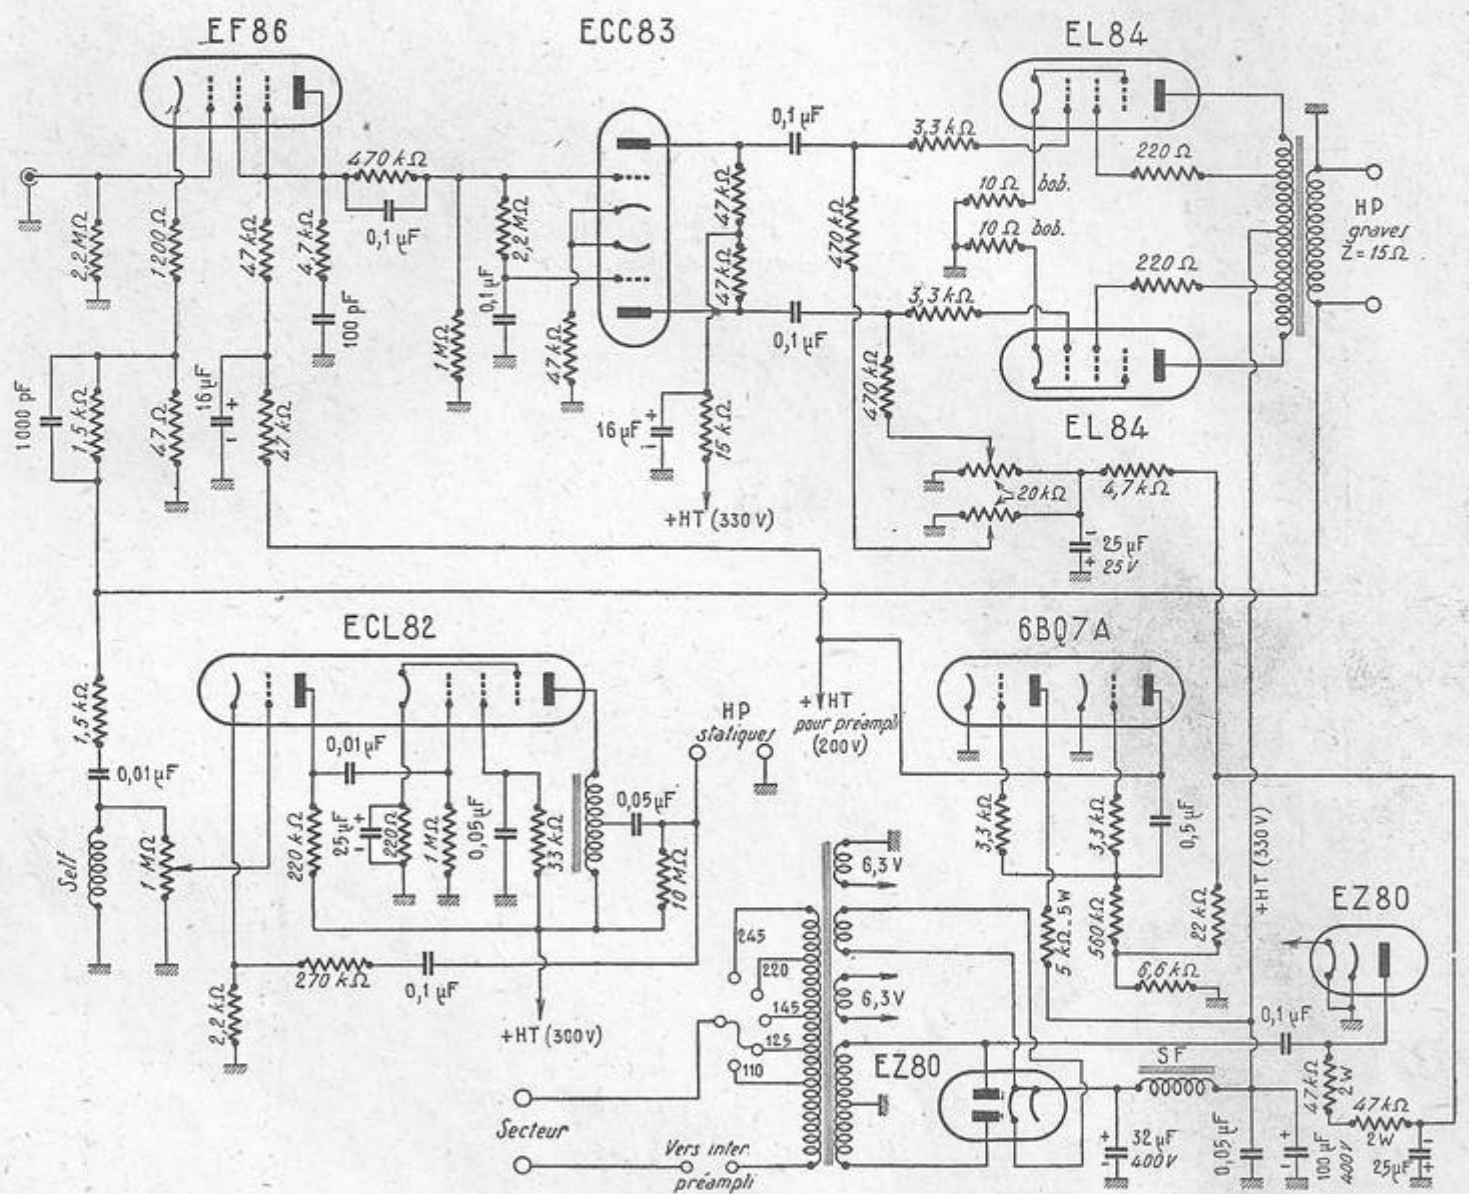 EF86
ECC83
EL84
470 kΩ
0,1 µF
2,2 MΩ
1200 Ω
4,7 kΩ
4,7 kΩ
100 pF
1 MΩ
2,2 MΩ
0,1 µF
47 kΩ
47 kΩ
47 kΩ
0,1 µF
0,1 µF
3,3 kΩ
3,3 kΩ
470 kΩ
10 Ω bob.
10 Ω bob.
220 Ω
220 Ω
HP
graves
Z = 15 Ω
1000 pF
1,5 kΩ
47 Ω
16 µF
+
-
47 kΩ
16 µF
+
-
15 kΩ
+HT (330 V)
470 kΩ
EL84
20 kΩ
4,7 kΩ
-
+
25 µF
25 V
ECL82
6BQ7A
1,5 kΩ
0,01 µF
Self
1 MΩ
0,01 µF
220 kΩ
25 µF
+
-
220 Ω
1 MΩ
0,05 µF
33 kΩ
0,05 µF
10 MΩ
HP
statiques
+ HT
pour préampli
(200 V)
2,2 kΩ
270 kΩ
0,1 µF
+HT (300 V)
3,3 kΩ
3,3 kΩ
0,5 µF
5 kΩ - 5W
560 kΩ
22 kΩ
6,6 kΩ
+HT (330 V)
EZ80
6,3 V
6,3 V
245
220
145
125
110
Secteur
Vers inter
préampli
EZ80
SF
0,1 µF
47 kΩ
2 W
47 kΩ
2 W
+
-
32 µF
400 V
0,05 µF
+
-
100 µF
400 V
25 µF
-
+